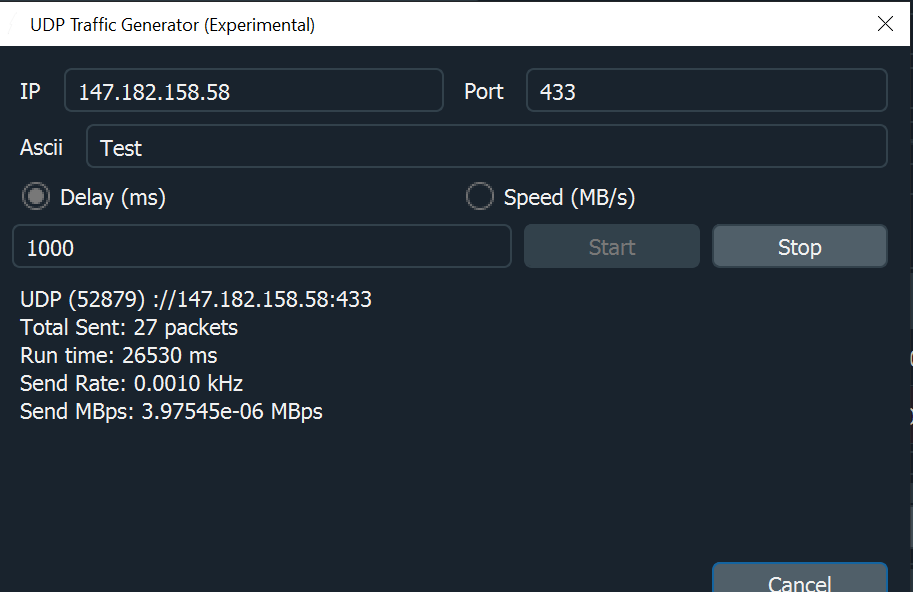 UDP Traffic Generator (Experimental)
IP 147.182.158.58 Port 433
Ascii Test
Delay (ms) Speed (MB/s)
1000 Start Stop
UDP (52879) ://147.182.158.58:433
Total Sent: 27 packets
Run time: 26530 ms
Send Rate: 0.0010 kHz
Send MBps: 3.97545e-06 MBps
Cancel